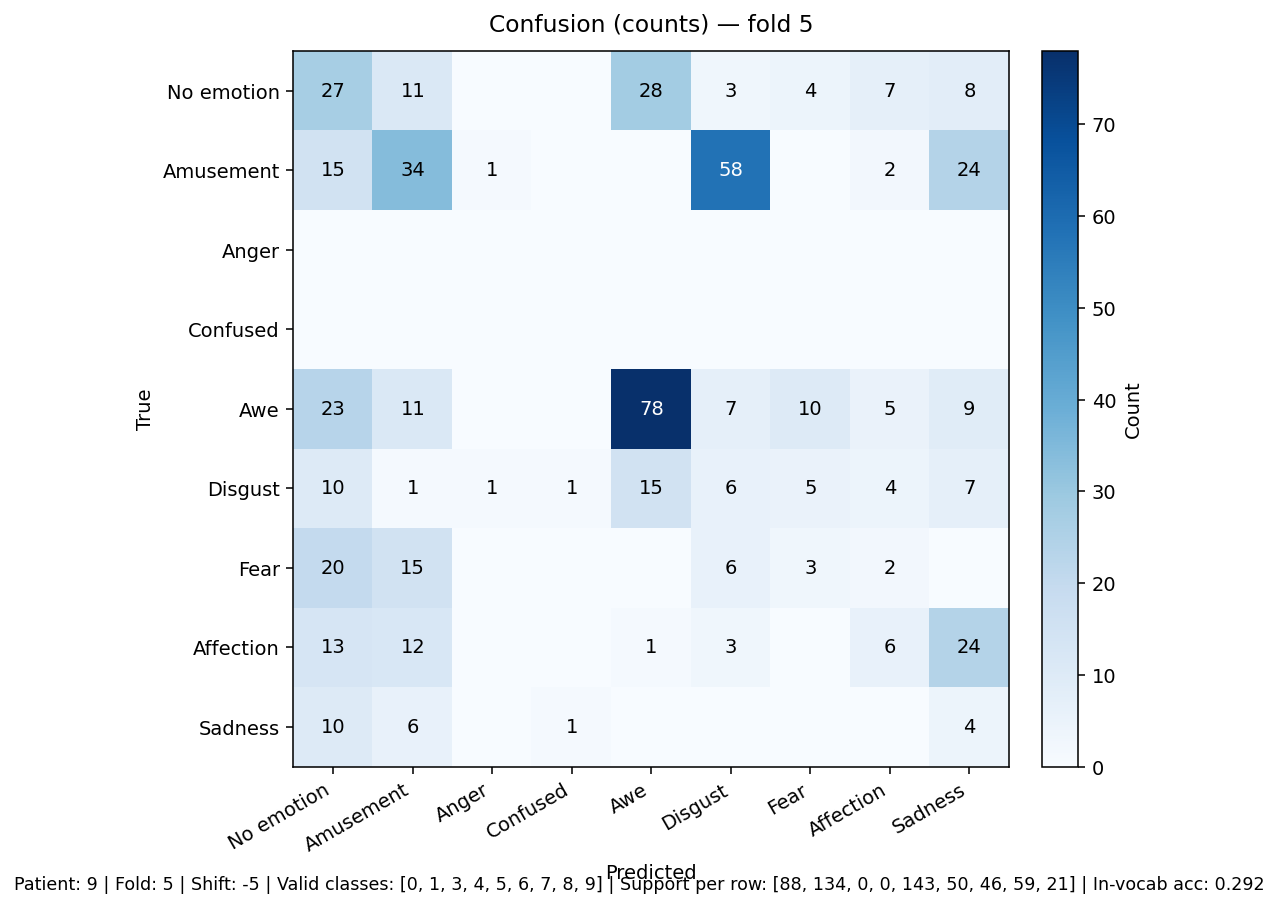 Confusion (counts) — fold 5
No emotion 27 11 28 3 4 7 8
Amusement 15 34 1 58 2 24
Anger
Confused
Awe 23 11 78 7 10 5 9
Disgust 10 1 1 1 15 6 5 4 7
Fear 20 15 6 3 2
Affection 13 12 1 3 6 24
Sadness 10 6 1 4
True
No emotion Amusement Anger Confused Awe Disgust Fear Affection Sadness
Predicted
70
60
50
40
30
20
10
0
Count
Patient: 9 | Fold: 5 | Shift: -5 | Valid classes: [0, 1, 3, 4, 5, 6, 7, 8, 9] | Support per row: [88, 134, 0, 0, 143, 50, 46, 59, 21] | In-vocab acc: 0.292